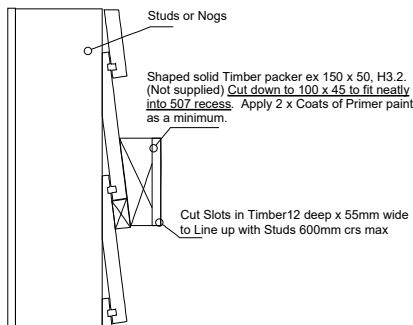 Studs or Nogs
Shaped solid Timber packer ex 150 x 50, H3.2.
(Not supplied) Cut down to 100 x 45 to fit neatly
into 507 recess. Apply 2 x Coats of Primer paint
as a minimum.
Cut Slots in Timber12 deep x 55mm wide
to Line up with Studs 600mm crs max